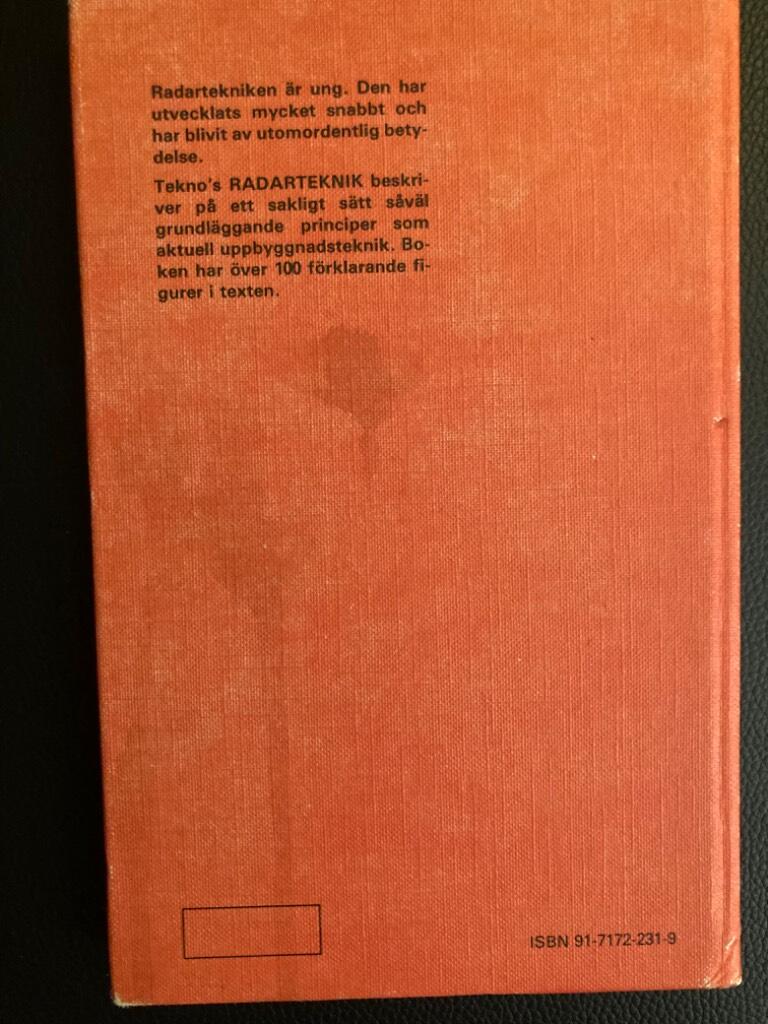 Radartekniken är ung. Den har
utvecklats mycket snabbt och
har blivit av utomordentlig bety-
delse.
Tekno's RADARTEKNIK beskri-
ver på ett sakligt sätt såväl
grundläggande principer som
aktuell uppbyggnadsteknik. Bo-
ken har över 100 förklarande fi-
gurer i texten.
ISBN 91-7172-231-9